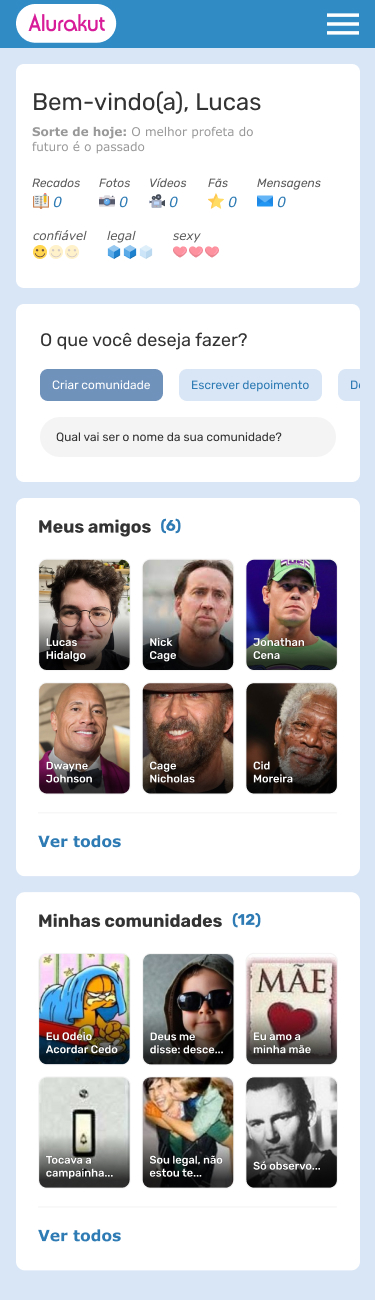 Alurakut
Bem-vindo(a), Lucas
Sorte de hoje: O melhor profeta do
futuro é o passado
Recados Fotos Vídeos Fãs Mensagens
0 0 0 0 0
confiável legal sexy
O que você deseja fazer?
Criar comunidade Escrever depoimento De
Qual vai ser o nome da sua comunidade?
Meus amigos (6)
Lucas
Hidalgo
Nick
Cage
Jonathan
Cena
Dwayne
Johnson
Cage
Nicholas
Cid
Moreira
Ver todos
Minhas comunidades (12)
Eu Odeio
Acordar Cedo
Deus me
disse: desce...
MÃE
Eu amo a
minha mãe
Tocava a
campainha...
Sou legal, não
estou te...
Só observo...
Ver todos